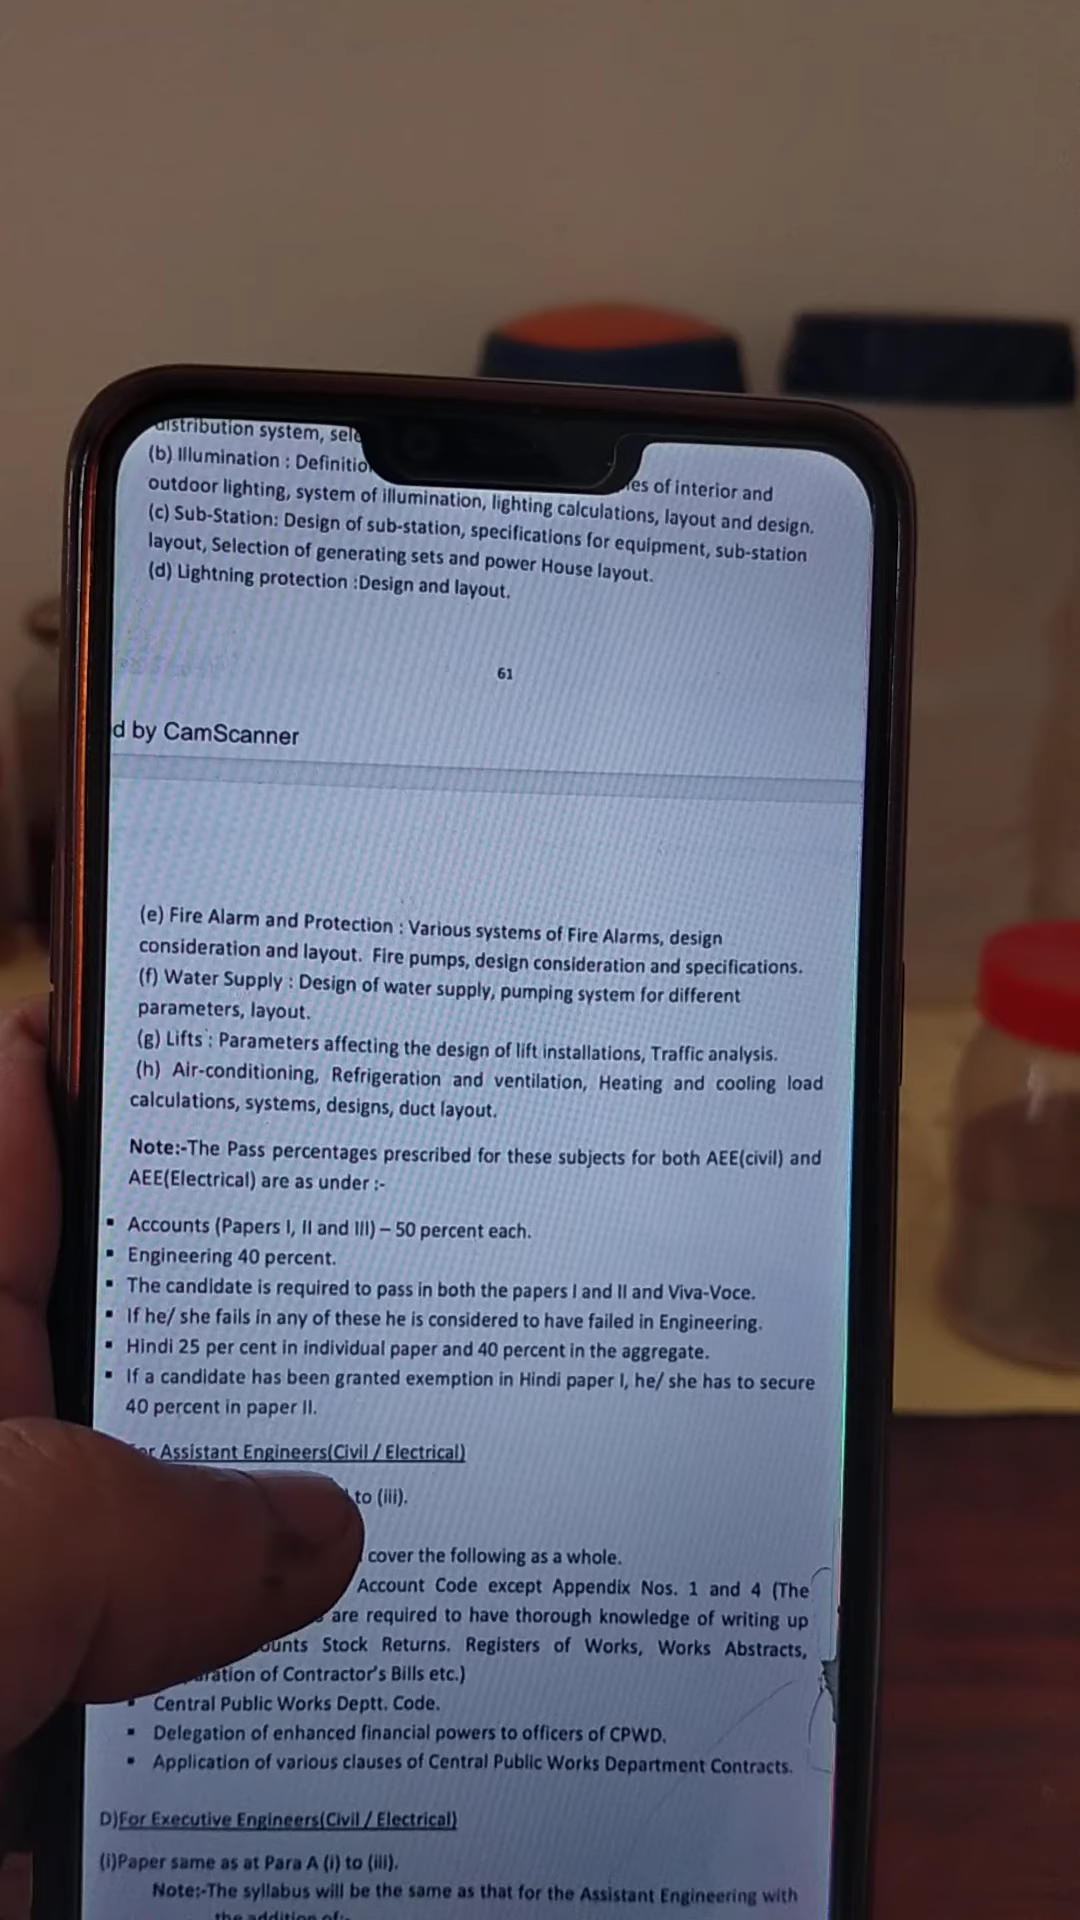 distribution system,
(b) Illumination : of interior and
outdoor lighting, system of illumination, lighting calculations, layout and design.
(c) Sub-Station: Design of sub-station, specifications for equipment, sub-station
layout, Selection of generating sets and power House layout.
(d) Lightning protection :Design and layout.
61
d by CamScanner
(e) Fire Alarm and Protection : Various systems of Fire Alarms, design
consideration and layout. Fire pumps, design consideration and specifications.
(f) Water Supply : Design of water supply, pumping system for different
parameters, layout.
(g) Lifts : Parameters affecting the design of lift installations, Traffic analysis.
(h) Air-conditioning, Refrigeration and ventilation, Heating and cooling load
calculations, systems, designs, duct layout.
Note:-The Pass percentages prescribed for these subjects for both AEE(civil) and
AEE(Electrical) are as under :-
▪ Accounts (Papers I, II and III) – 50 percent each.
▪ Engineering 40 percent.
▪ The candidate is required to pass in both the papers I and II and Viva-Voce.
▪ If he/ she fails in any of these he is considered to have failed in Engineering.
▪ Hindi 25 per cent in individual paper and 40 percent in the aggregate.
▪ If a candidate has been granted exemption in Hindi paper I, he/ she has to secure
40 percent in paper II.
Assistant Engineers(Civil / Electrical)
to (iii).
cover the following as a whole.
Account Code except Appendix Nos. 1 and 4 (The
are required to have thorough knowledge of writing up
Stock Returns. Registers of Works, Works Abstracts,
of Contractor's Bills etc.)
▪ Central Public Works Deptt. Code.
▪ Delegation of enhanced financial powers to officers of CPWD.
▪ Application of various clauses of Central Public Works Department Contracts.
D)For Executive Engineers(Civil / Electrical)
(i)Paper same as at Para A (i) to (iii).
Note:-The syllabus will be the same as that for the Assistant Engineering with
the addition of:-